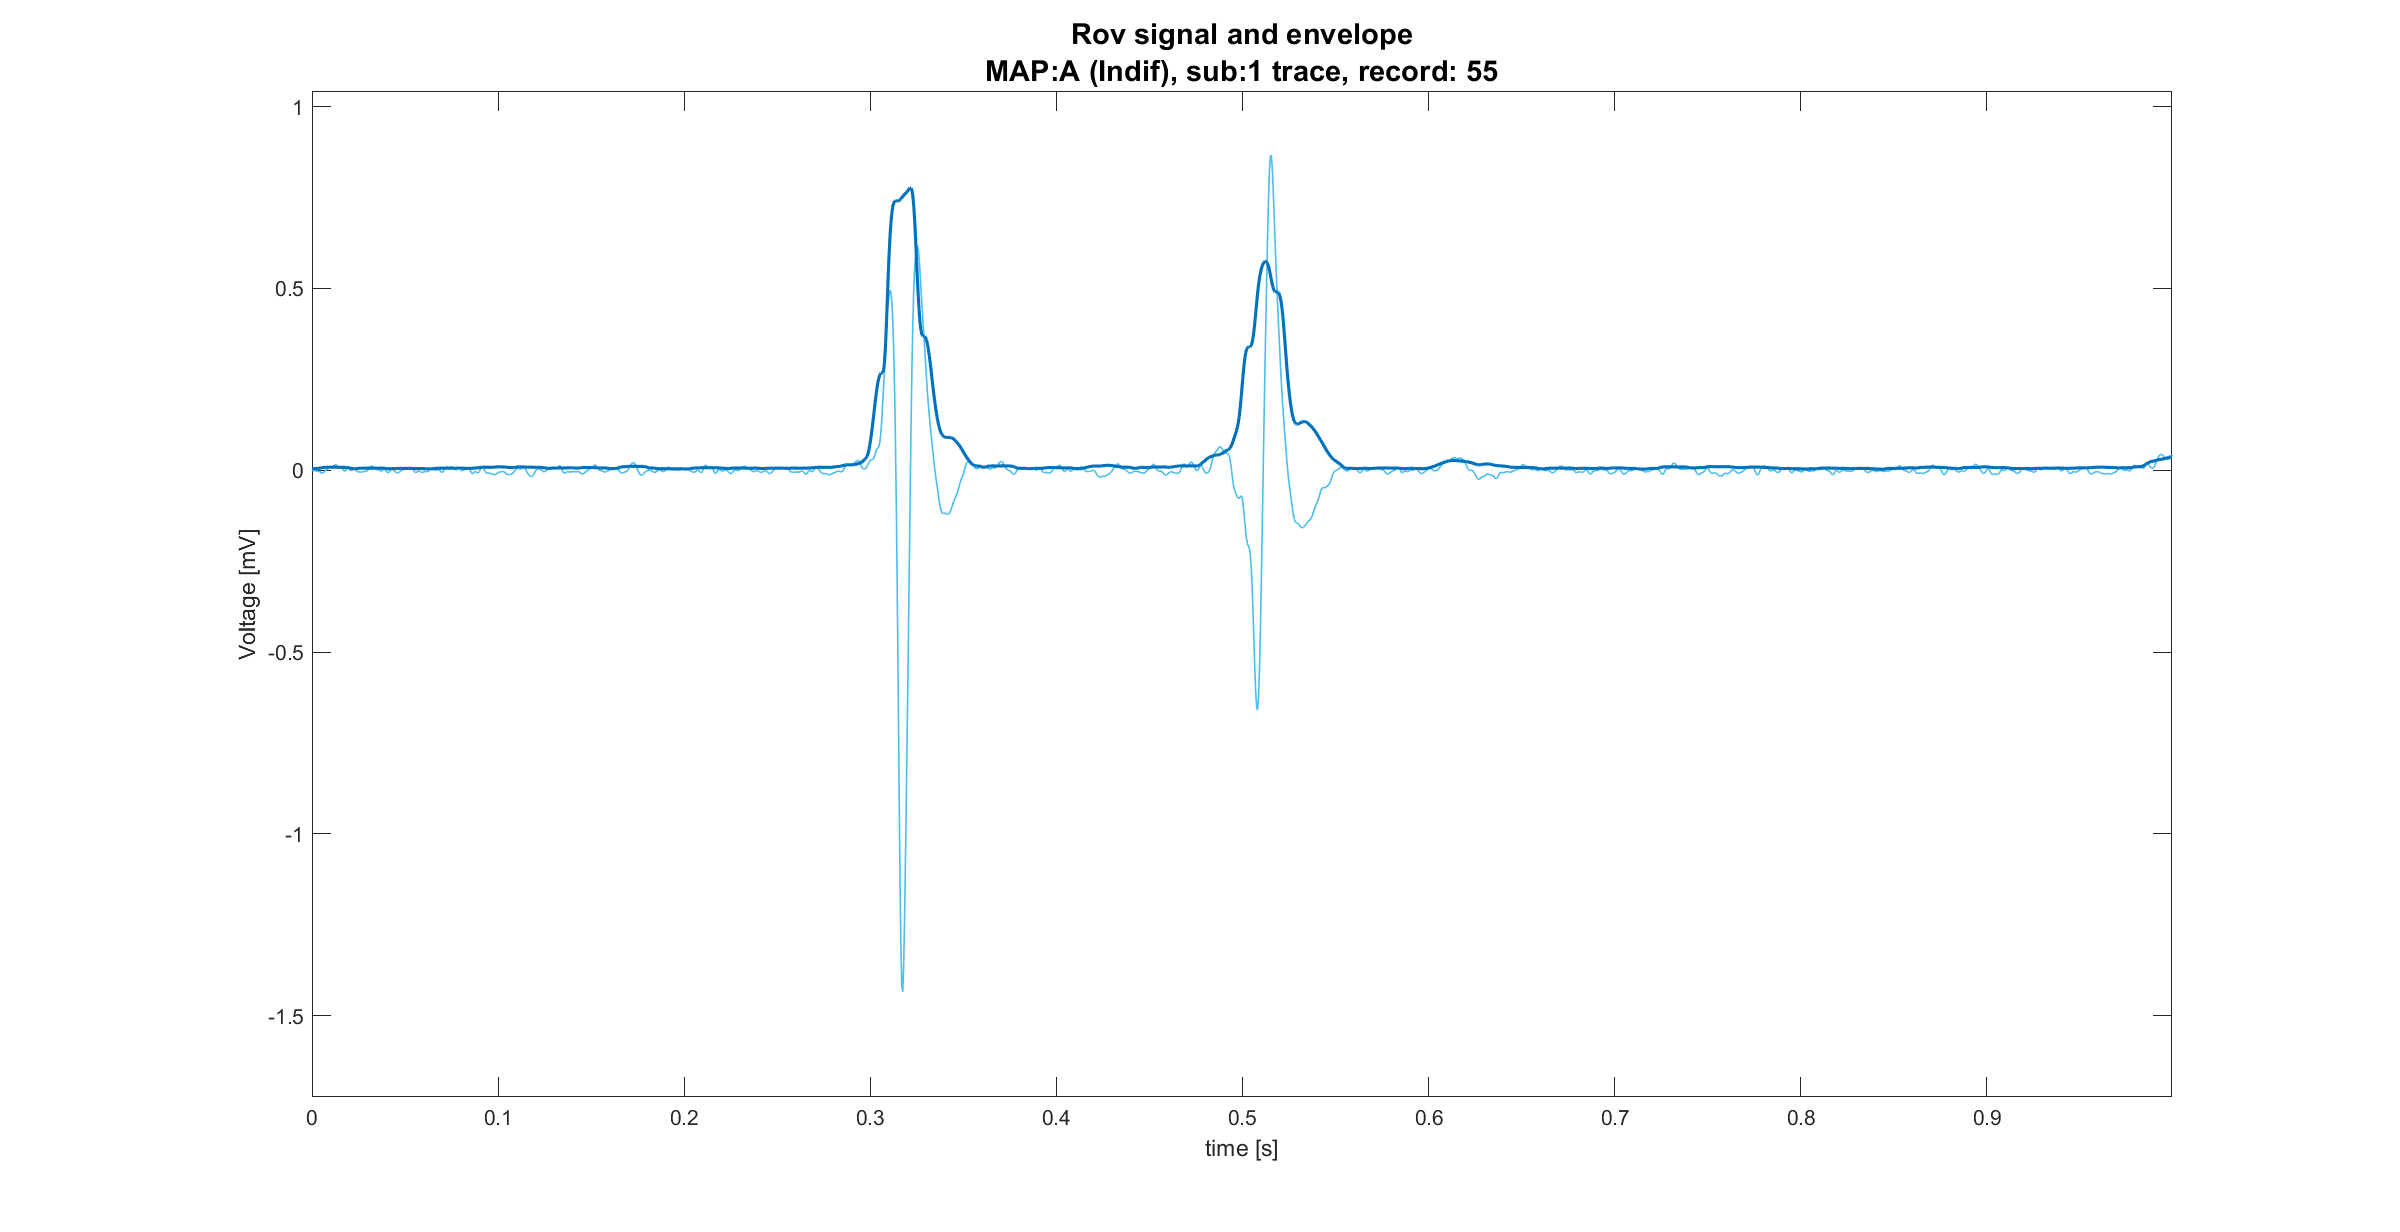 Rov signal and envelope
MAP:A (Indif), sub:1 trace, record: 55
1
0.5
0
-0.5
-1
-1.5
Voltage [mV]
0 0.1 0.2 0.3 0.4 0.5 0.6 0.7 0.8 0.9
time [s]